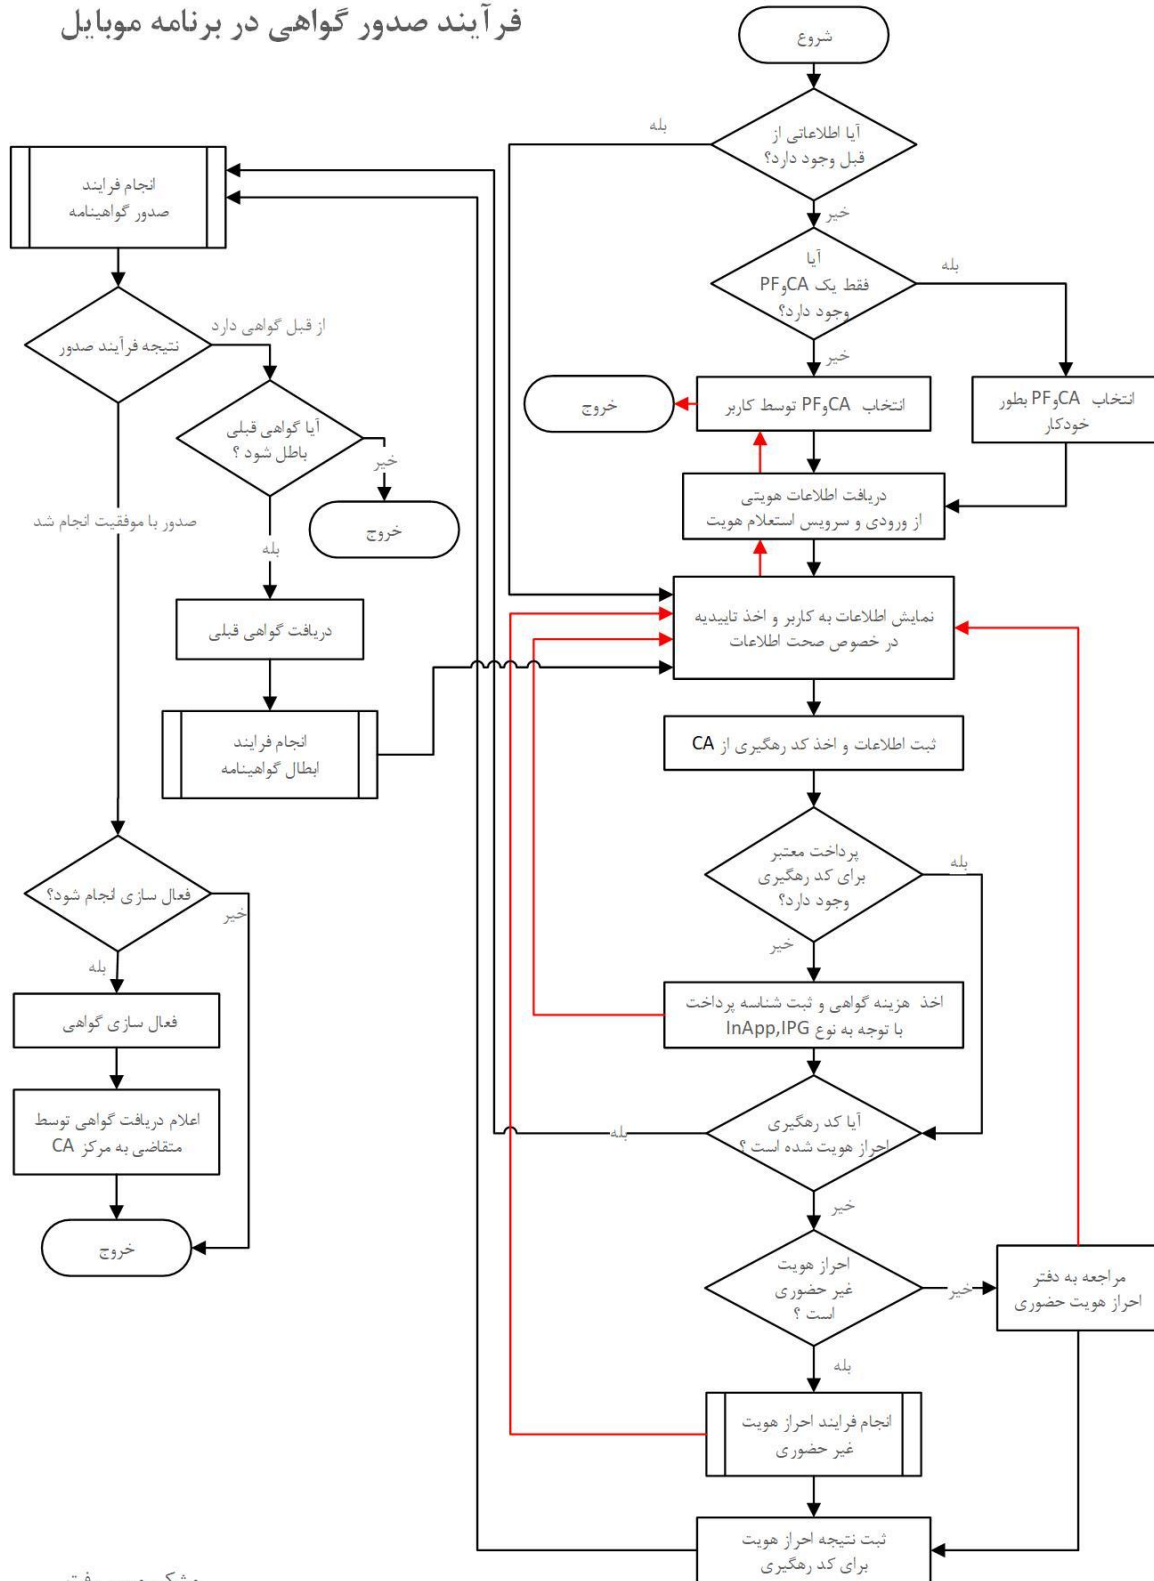 فرآیند صدور گواهی در برنامه موبایل
شروع
آیا اطلاعاتی از
قبل وجود دارد؟
بله
خیر
آیا
فقط یک CAوPF
وجود دارد؟
بله
خیر
انتخاب CAوPF بطور
خودکار
انتخاب CAوPF توسط کاربر
خروج
دریافت اطلاعات هویتی
از ورودی و سرویس استعلام هویت
نمایش اطلاعات به کاربر و اخذ تاییدیه
در خصوص صحت اطلاعات
ثبت اطلاعات و اخذ کد رهگیری از CA
پرداخت معتبر
برای کد رهگیری
وجود دارد؟
بله
خیر
اخذ هزینه گواهی و ثبت شناسه پرداخت
با توجه به نوع InApp,IPG
آیا کد رهگیری
احراز هویت شده است ؟
بله
خیر
احراز هویت
غیر حضوری
است ؟
خیر
مراجعه به دفتر
احراز هویت حضوری
بله
انجام فرایند احراز هویت
غیر حضوری
ثبت نتیجه احراز هویت
برای کد رهگیری
انجام فرایند
صدور گواهینامه
نتیجه فرآیند صدور
از قبل گواهی دارد
آیا گواهی قبلی
باطل شود ؟
خیر
خروج
بله
دریافت گواهی قبلی
انجام فرایند
ابطال گواهینامه
صدور با موفقیت انجام شد
فعال سازی انجام شود؟
خیر
بله
فعال سازی گواهی
اعلام دریافت گواهی توسط
متقاضی به مرکز CA
خروج